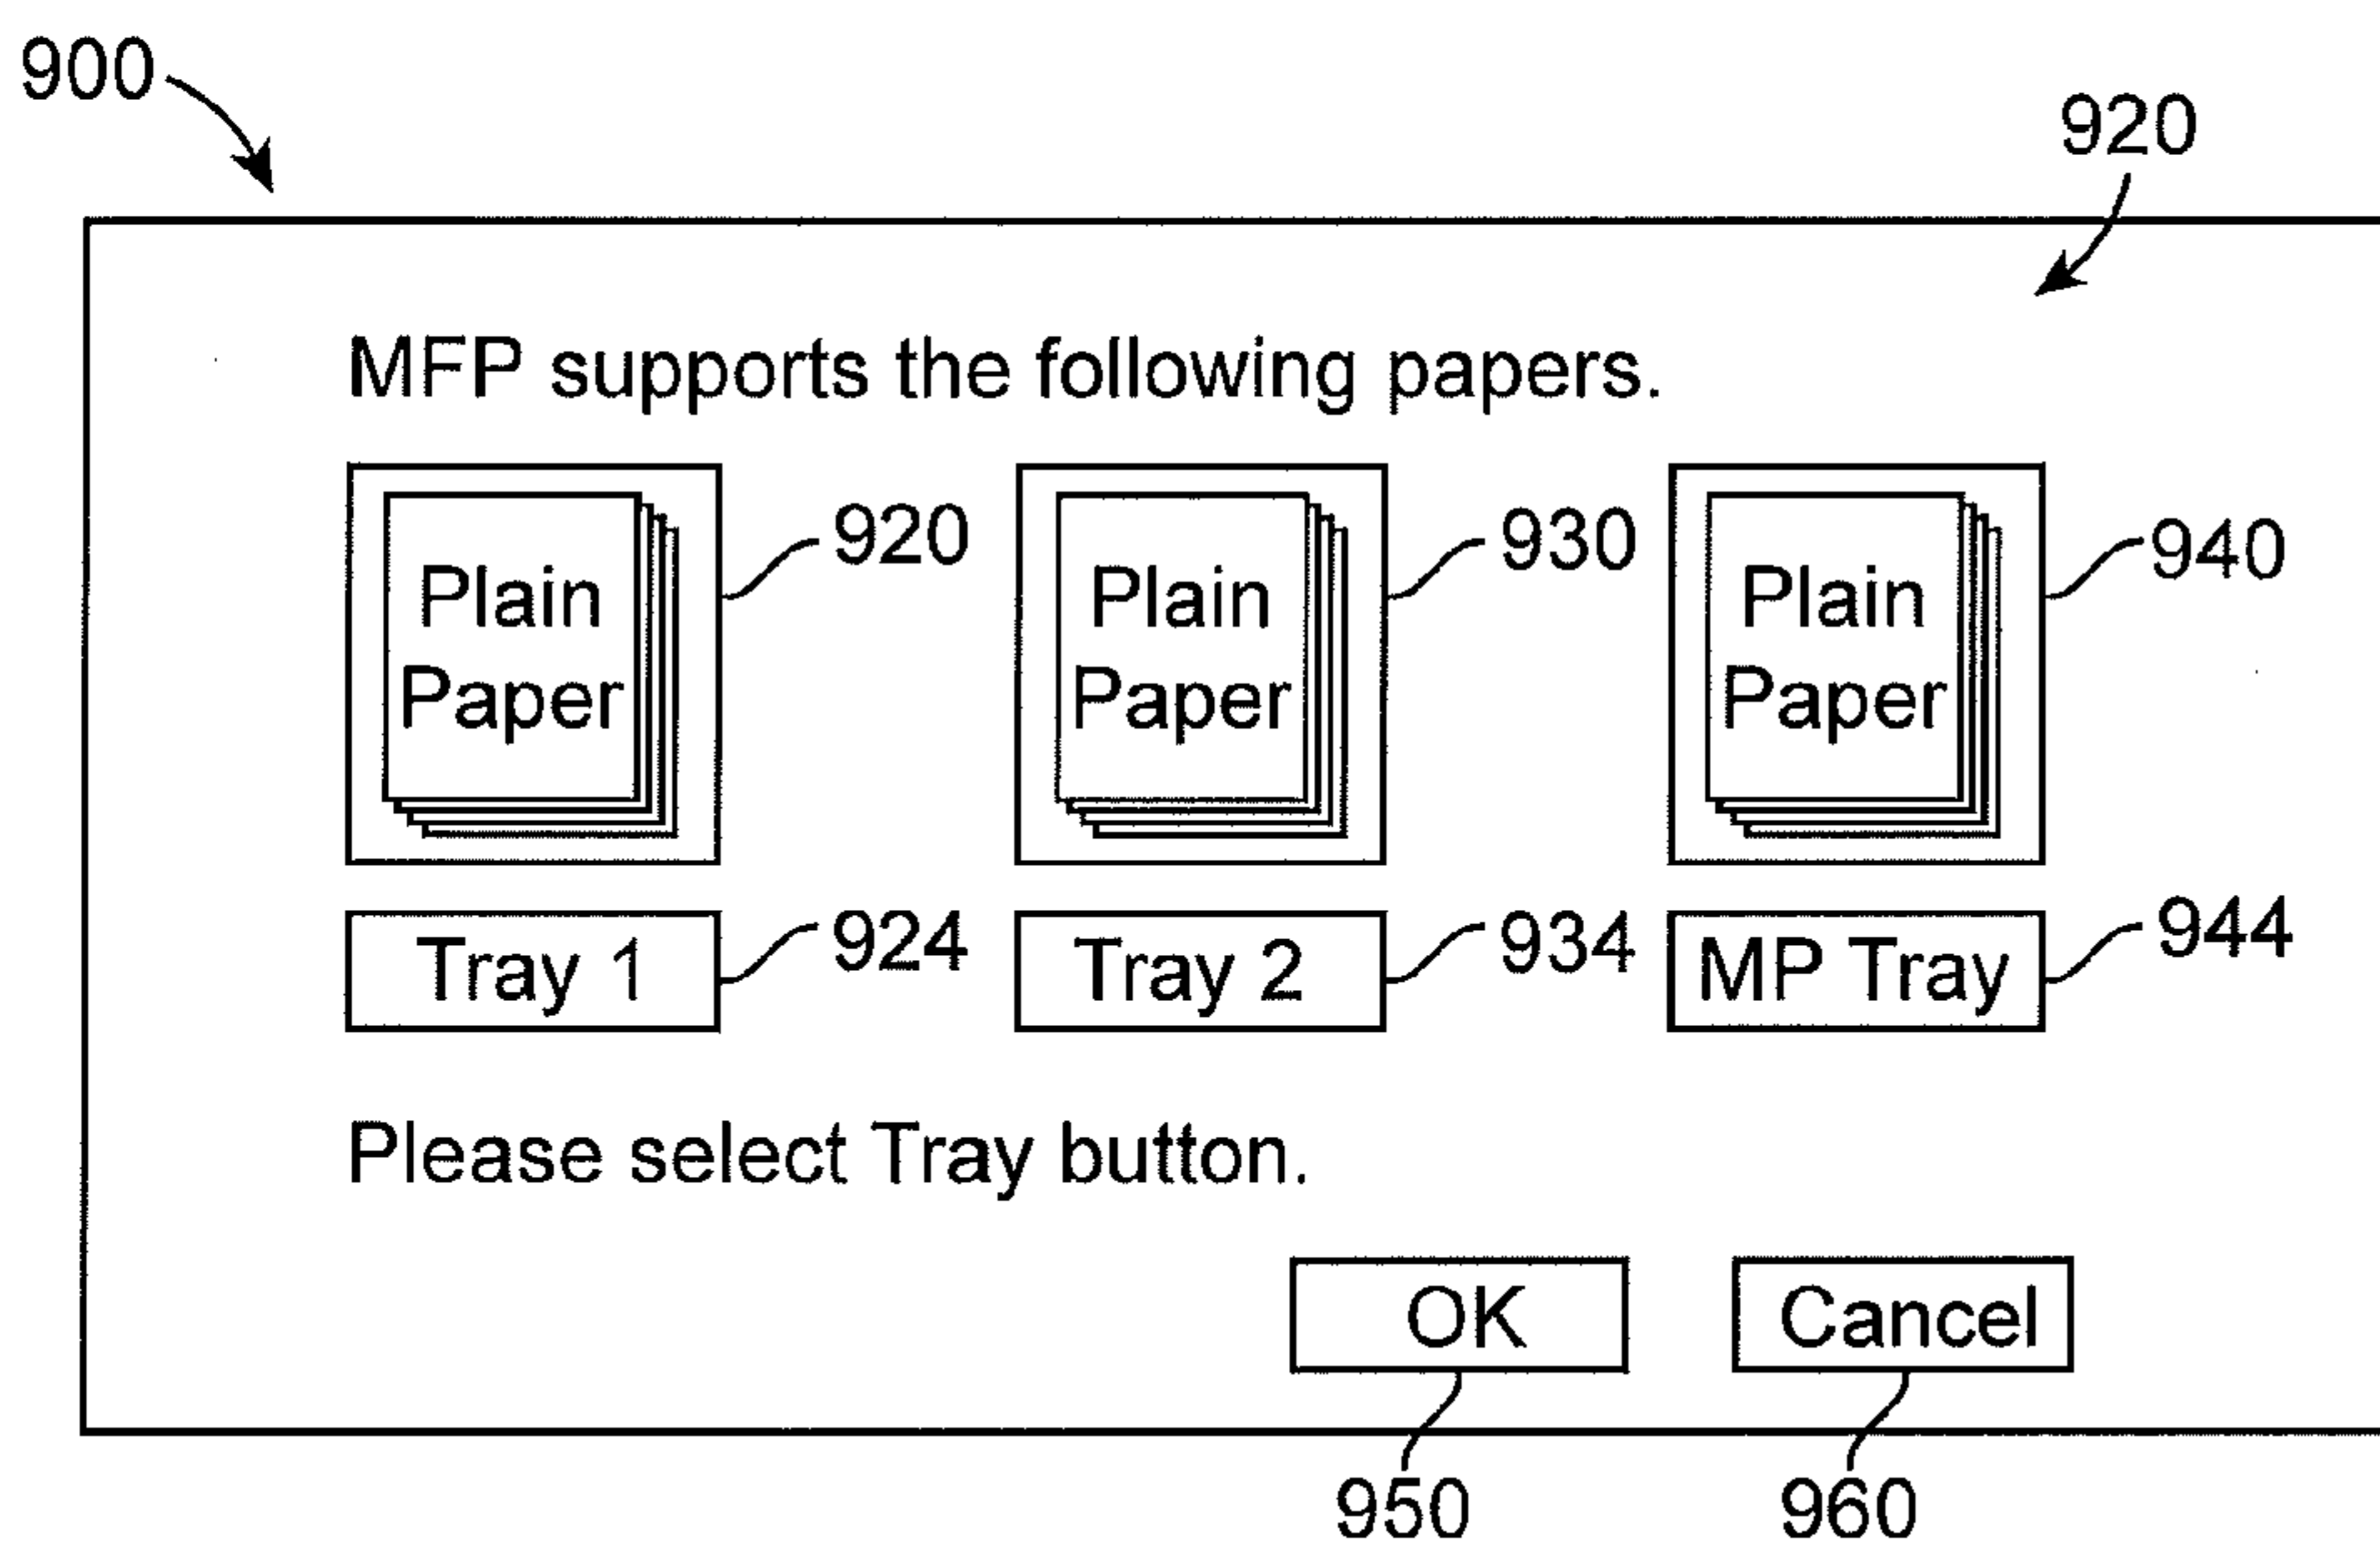 900
920
MFP supports the following papers.
Plain
Paper
920
Plain
Paper
930
Plain
Paper
940
Tray 1
924
Tray 2
934
MP Tray
944
Please select Tray button.
OK
Cancel
950
960